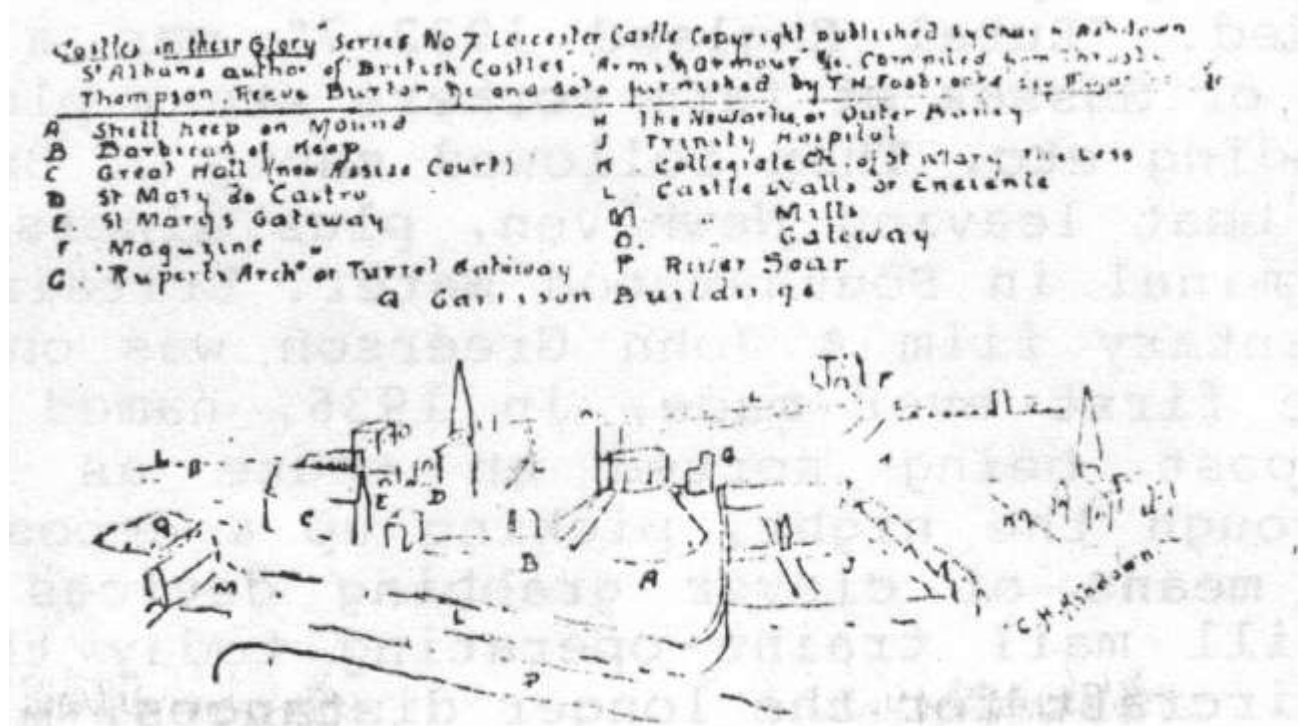 "Castles in their Glory" Series No 7 Leicester Castle Copyright published by Chas H Ashdown
St Albans author of British Castles, Arms & Armour &c. Compiled from Throsby
Thompson, Reeve Burton &c and data furnished by T.H. Fosbrooke
A Shell Keep on Mound
B Barbican of Keep
C Great Hall (now Assize Court)
D St Mary de Castro
E St Marys Gateway
F Magazine "
G "Ruperts Arch" or Turret Gateway
H The Newarke or Outer Bailey
J Trinity Hospital
K Collegiate Ch. of St Mary the Less
L Castle Walls or Enceinte
M " Mills
O. " Gateway
P River Soar
Q Garrison Buildings
F
L
B
G
E
D
C
Q
M
B
A
J
L
P
C H Ashdown